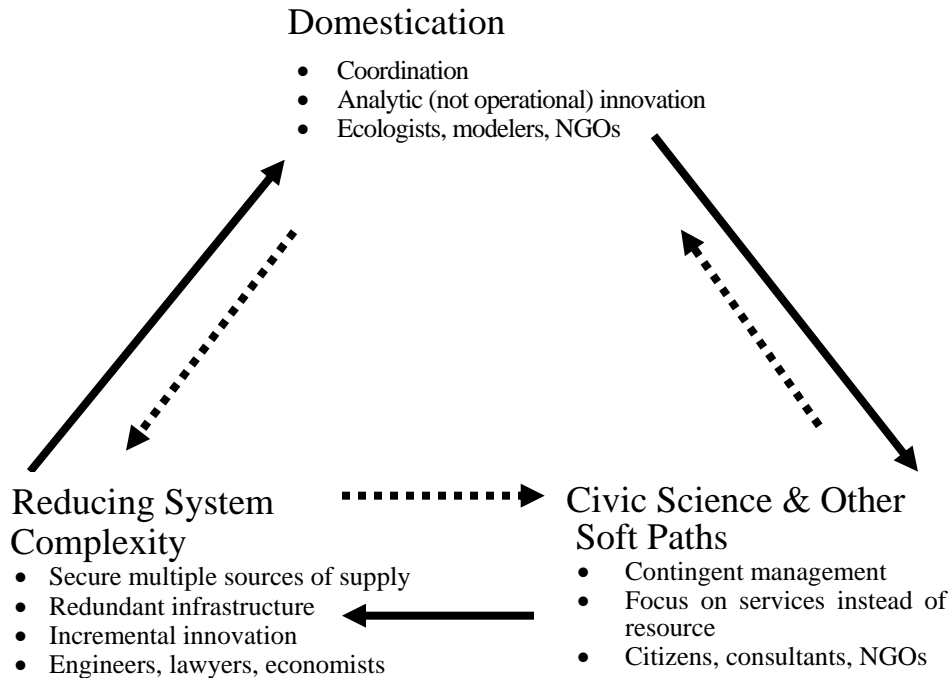 Domestication
• Coordination
• Analytic (not operational) innovation
• Ecologists, modelers, NGOs
Reducing System
Complexity
• Secure multiple sources of supply
• Redundant infrastructure
• Incremental innovation
• Engineers, lawyers, economists
Civic Science & Other
Soft Paths
• Contingent management
• Focus on services instead of
resource
• Citizens, consultants, NGOs